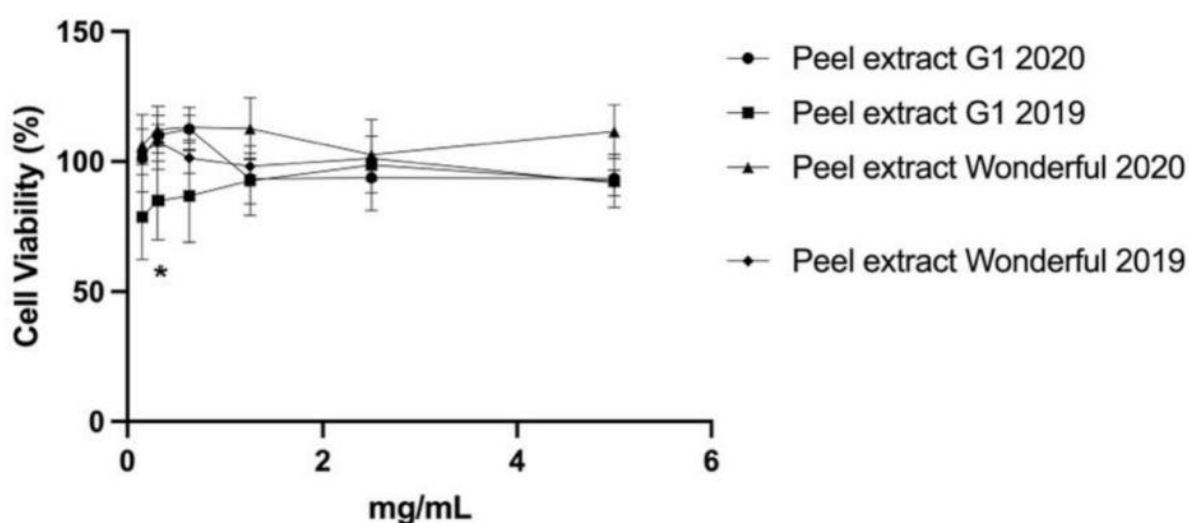 150
100
50
0
Cell Viability (%)
*
0 2 4 6
mg/mL
Peel extract G1 2020
Peel extract G1 2019
Peel extract Wonderful 2020
Peel extract Wonderful 2019